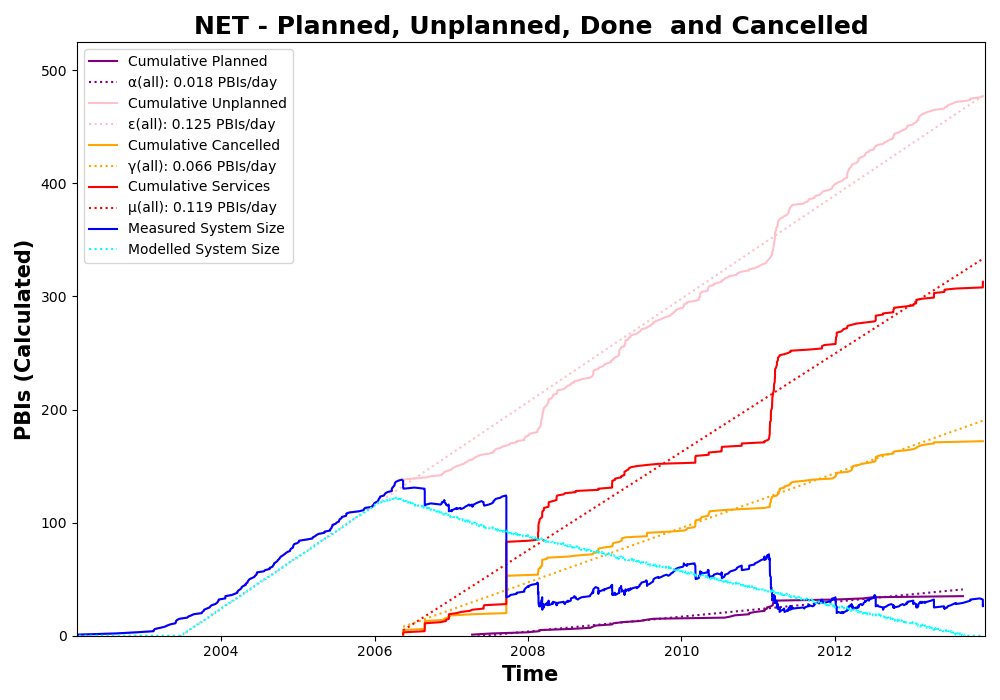 NET - Planned, Unplanned, Done  and Cancelled
Cumulative Planned
α(all): 0.018 PBIs/day
Cumulative Unplanned
ε(all): 0.125 PBIs/day
Cumulative Cancelled
γ(all): 0.066 PBIs/day
Cumulative Services
μ(all): 0.119 PBIs/day
Measured System Size
Modelled System Size
PBIs (Calculated)
500
400
300
200
100
0
2004 2006 2008 2010 2012
Time